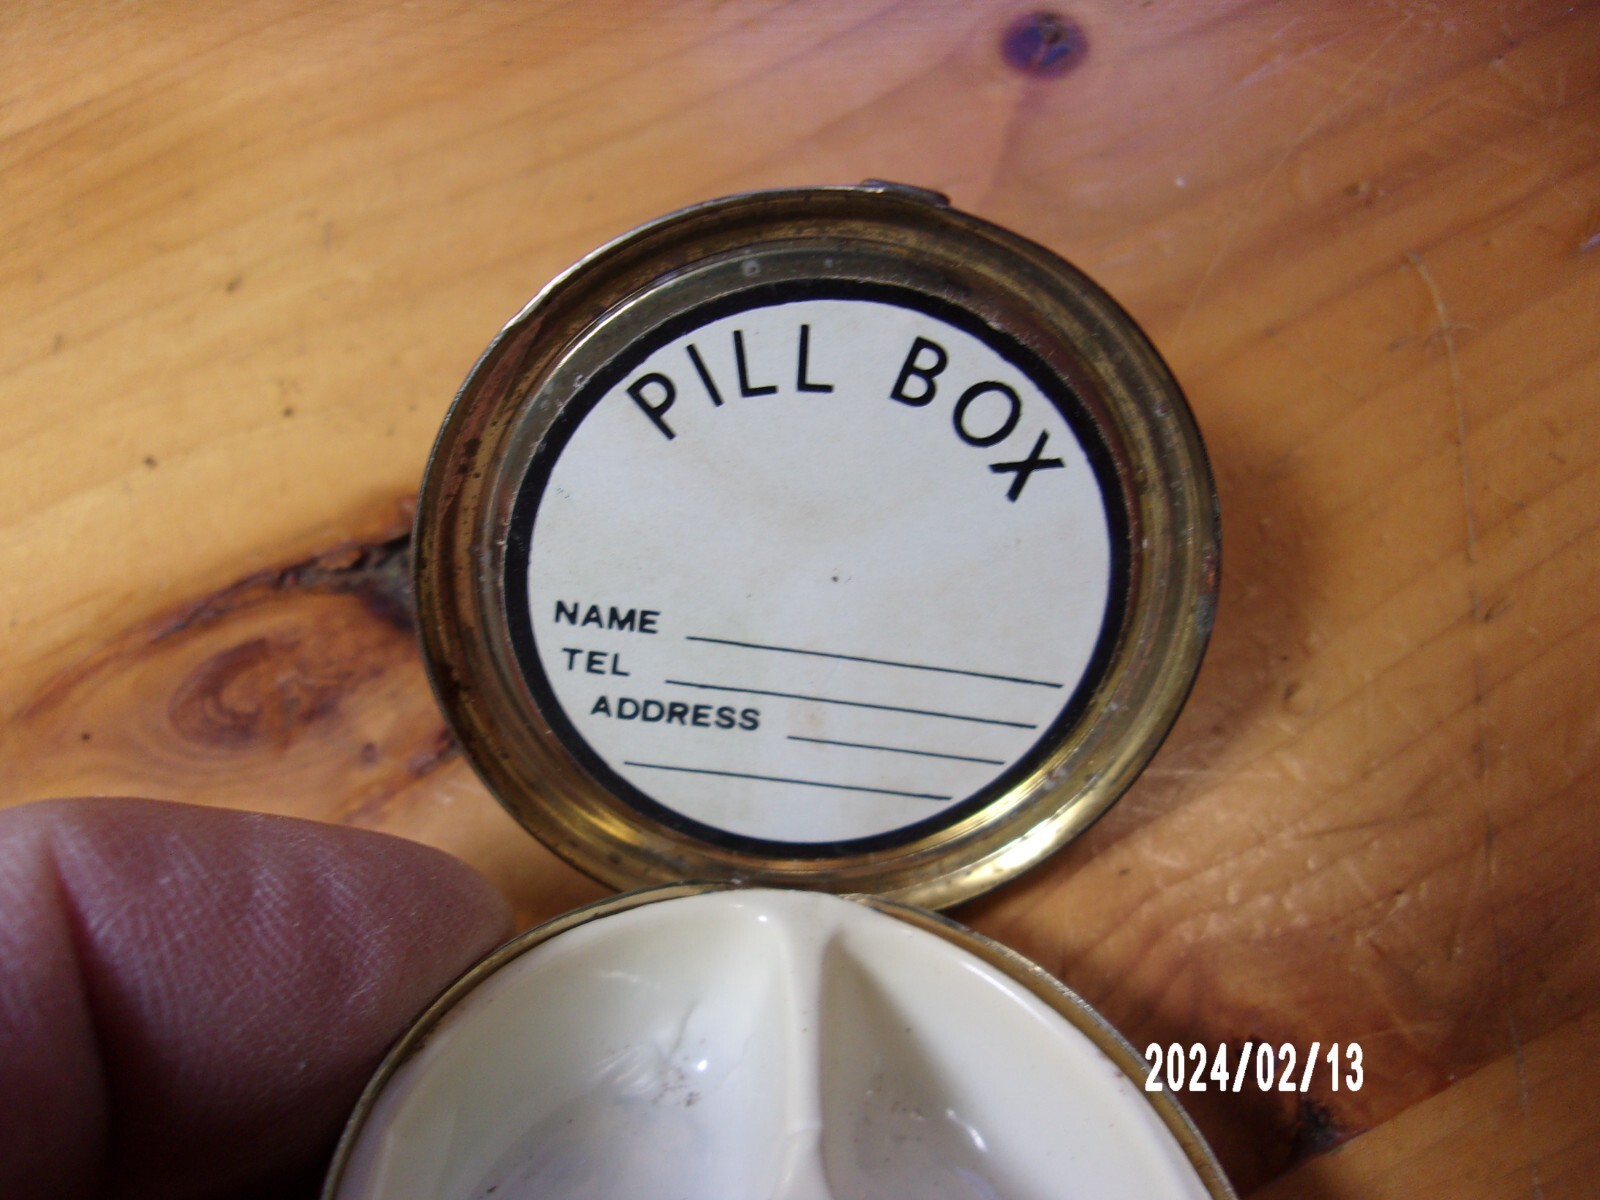 PILL BOX
NAME
TEL
ADDRESS
2024/02/13